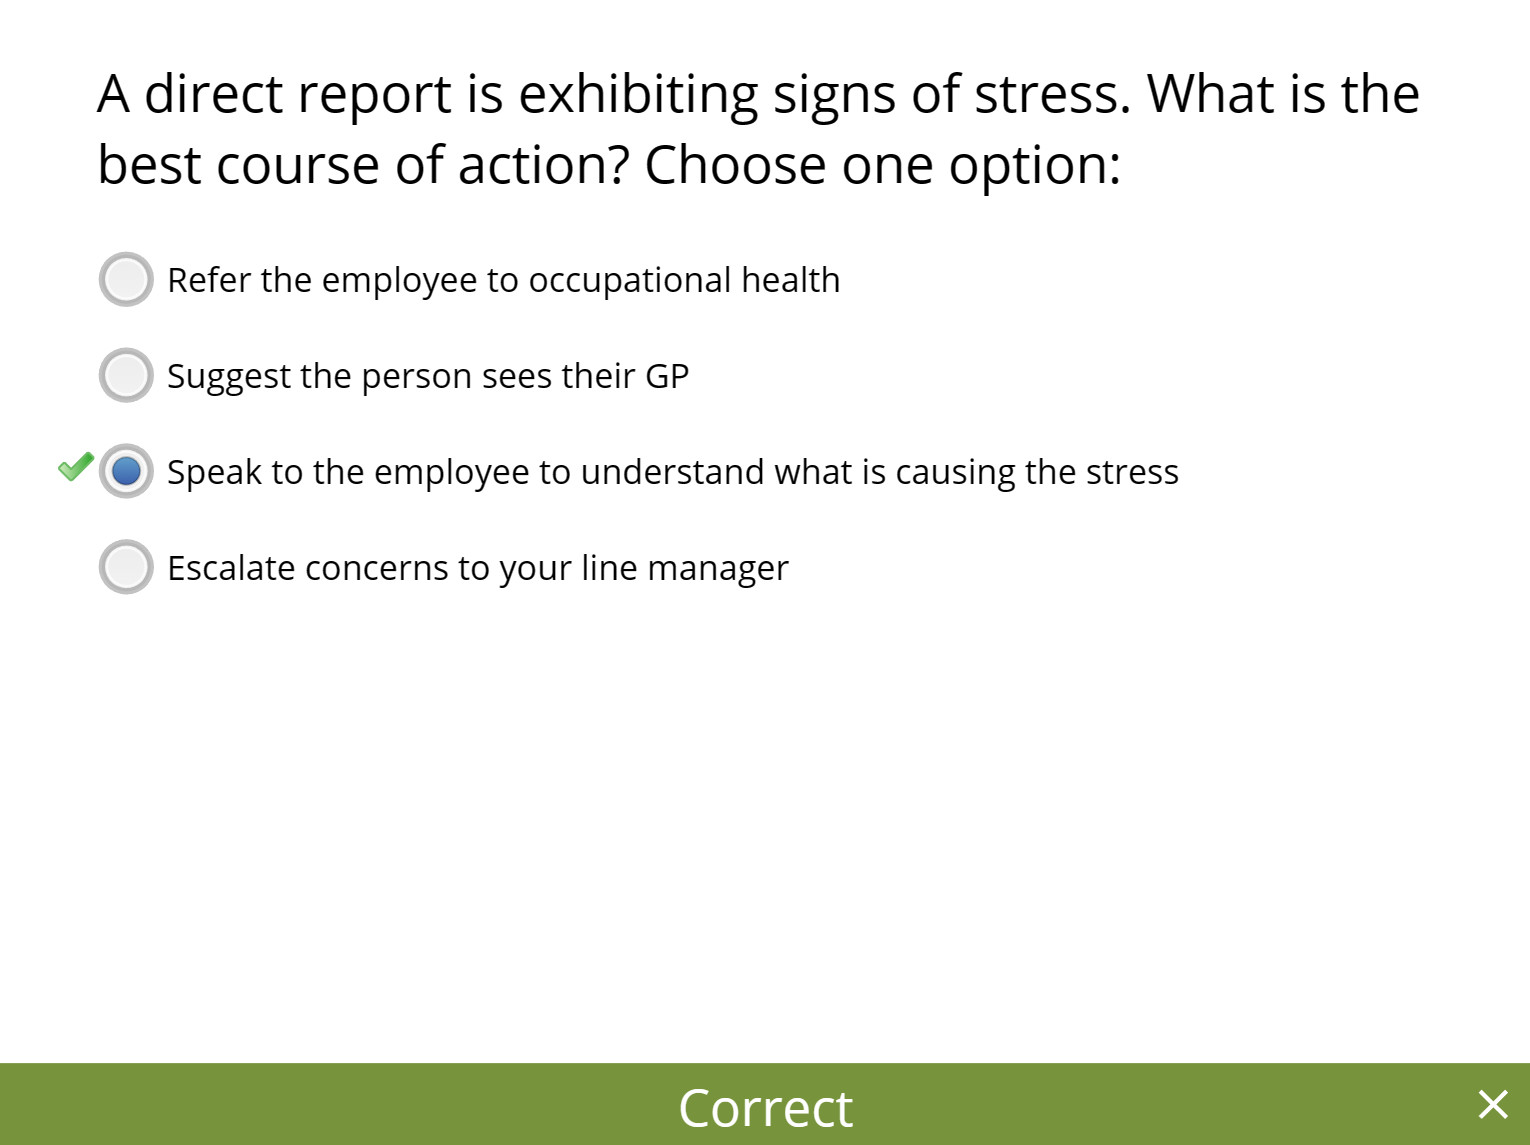 A direct report is exhibiting signs of stress. What is the
best course of action? Choose one option:
Refer the employee to occupational health
Suggest the person sees their GP
Speak to the employee to understand what is causing the stress
Escalate concerns to your line manager
Correct